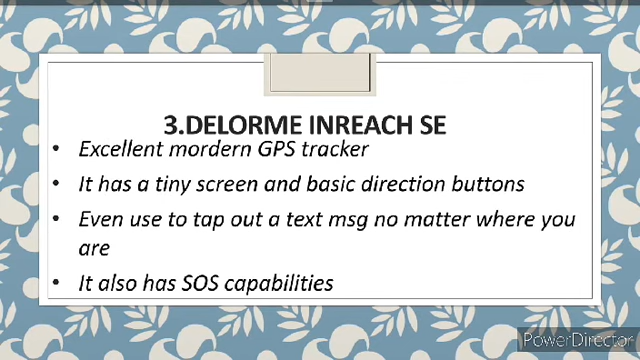 3.DELORME INREACH SE
• Excellent mordern GPS tracker
• It has a tiny screen and basic direction buttons
• Even use to tap out a text msg no matter where you
are
• It also has SOS capabilities
PowerDirector